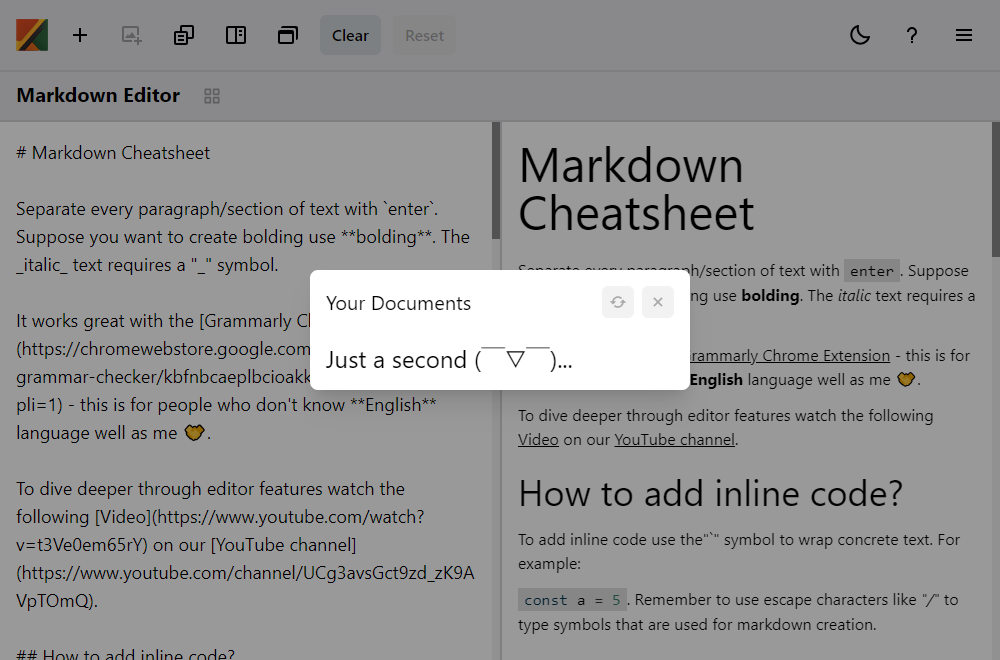 Clear
Reset
?
Markdown Editor
# Markdown Cheatsheet
Separate every paragraph/section of text with `enter`.
Suppose you want to create bolding use **bolding**. The
_italic_ text requires a "_" symbol.
It works great with the [Grammarly C
(https://chromewebstore.google.com
grammar-checker/kbfnbcaeplbcioakk
pli=1) - this is for people who don't know **English**
language well as me 🤝.
To dive deeper through editor features watch the
following [Video](https://www.youtube.com/watch?
v=t3Ve0em65rY) on our [YouTube channel]
(https://www.youtube.com/channel/UCg3avsGct9zd_zK9A
VpTOmQ).
## How to add inline code?
Your Documents
Just a second (￣▽￣)...
Markdown
Cheatsheet
Separate every paragraph/section of text with enter. Suppose
ng use bolding. The italic text requires a
rammarly Chrome Extension - this is for
English language well as me 🤝.
To dive deeper through editor features watch the following
Video on our YouTube channel.
How to add inline code?
To add inline code use the"`" symbol to wrap concrete text. For
example:
const a = 5. Remember to use escape characters like "/" to
type symbols that are used for markdown creation.